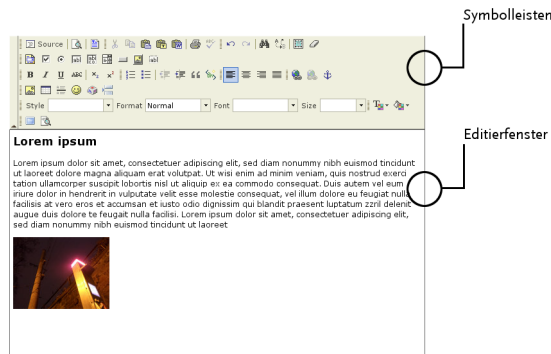 Symbolleisten
Source
B I U ABC x₂ x²
Style Format Normal Font Size
Editierfenster
Lorem ipsum
Lorem ipsum dolor sit amet, consectetuer adipiscing elit, sed diam nonummy nibh euismod tincidunt
ut laoreet dolore magna aliquam erat volutpat. Ut wisi enim ad minim veniam, quis nostrud exerci
tation ullamcorper suscipit lobortis nisl ut aliquip ex ea commodo consequat. Duis autem vel eum
iriure dolor in hendrerit in vulputate velit esse molestie consequat, vel illum dolore eu feugiat nulla
facilisis at vero eros et accumsan et iusto odio dignissim qui blandit praesent luptatum zzril delenit
augue duis dolore te feugait nulla facilisi. Lorem ipsum dolor sit amet, consectetuer adipiscing elit,
sed diam nonummy nibh euismod tincidunt ut laoreet